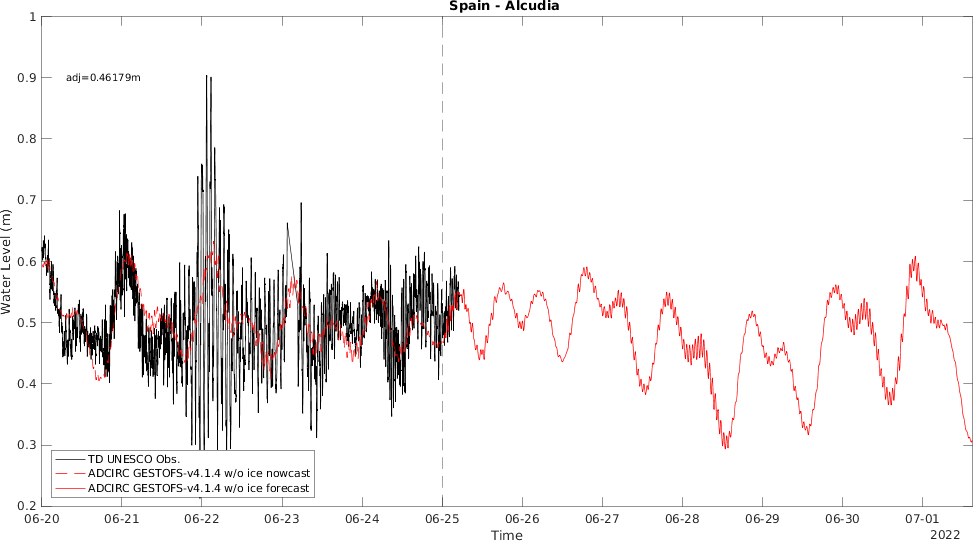 Spain - Alcudia
1
0.9
adj=0.46179m
0.8
0.7
0.6
0.5
0.4
0.3
0.2
Water Level (m)
TD UNESCO Obs.
ADCIRC GESTOFS-v4.1.4 w/o ice nowcast
ADCIRC GESTOFS-v4.1.4 w/o ice forecast
06-20 06-21 06-22 06-23 06-24 06-25 06-26 06-27 06-28 06-29 06-30 07-01
2022
Time